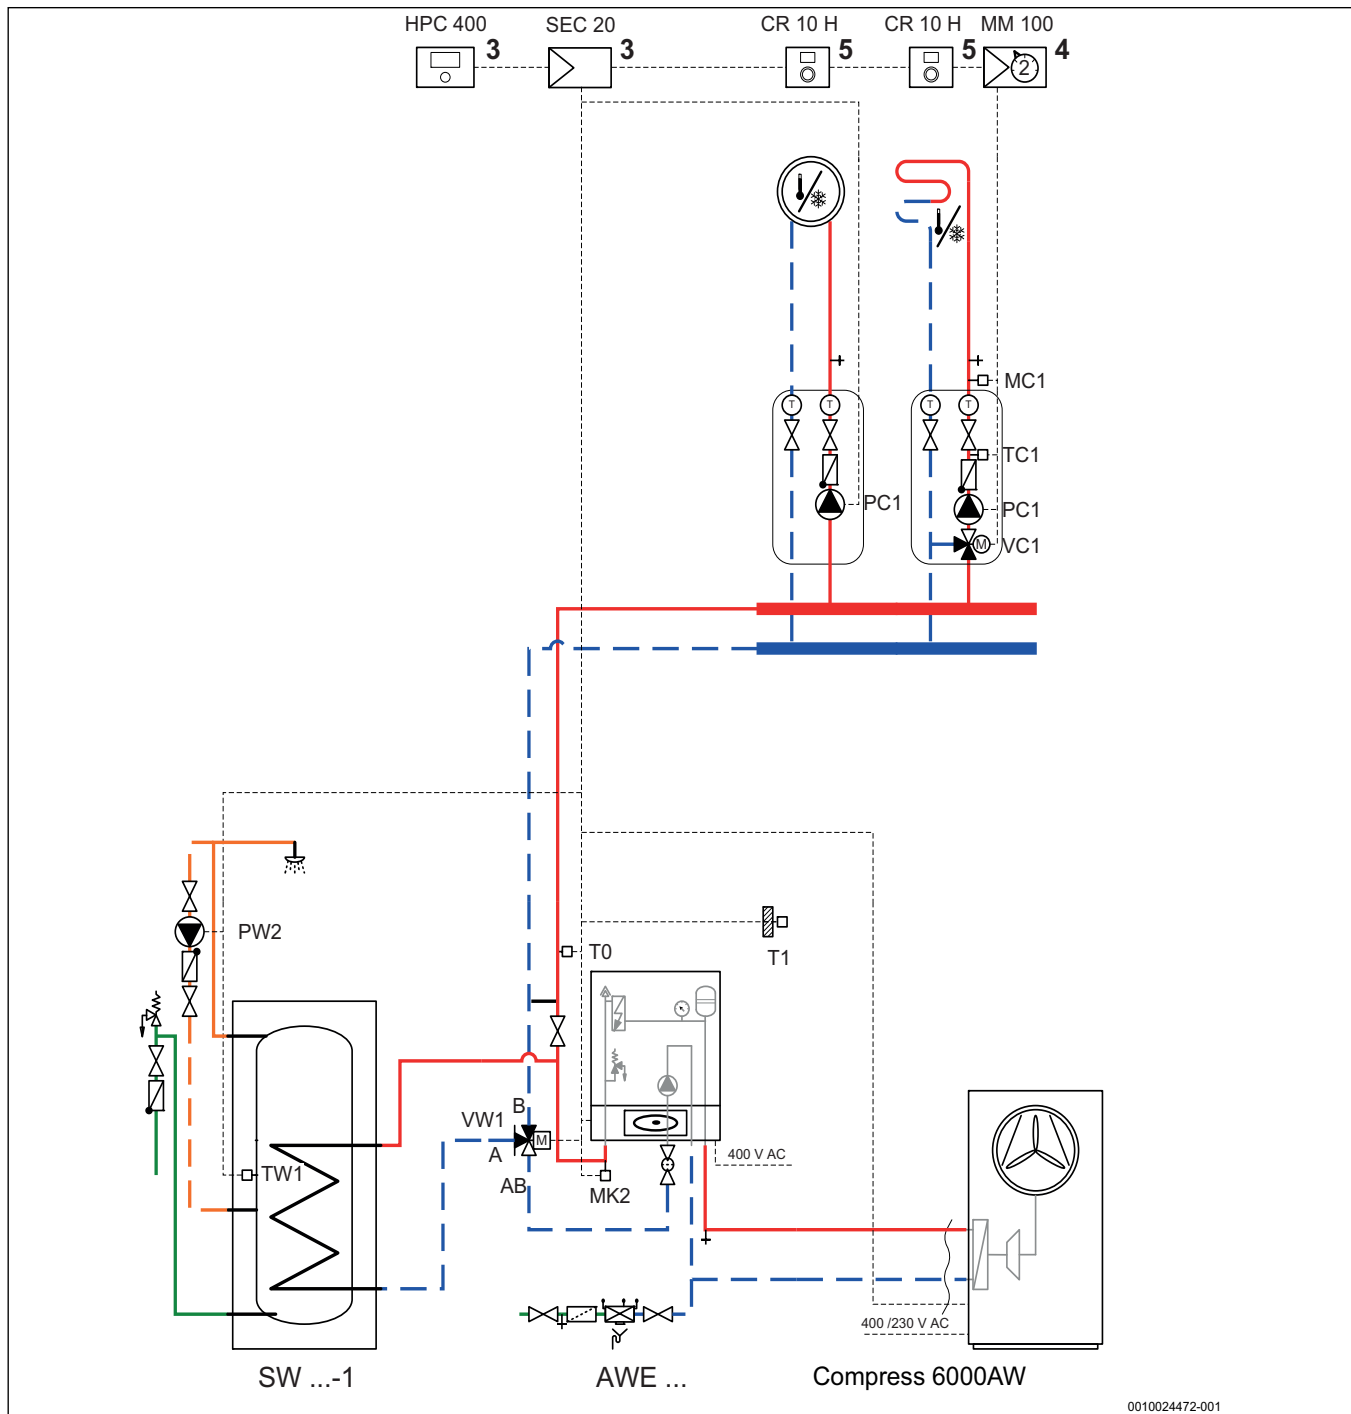 HPC 400
3
SEC 20
3
CR 10 H
5
CR 10 H
5
MM 100
4
2
MC1
T
T
T
T
TC1
PC1
PC1
M
VC1
PW2
T0
T1
B
VW1
M
A
AB
TW1
MK2
400 V AC
400 /230 V AC
SW ...-1
AWE ...
Compress 6000AW
0010024472-001